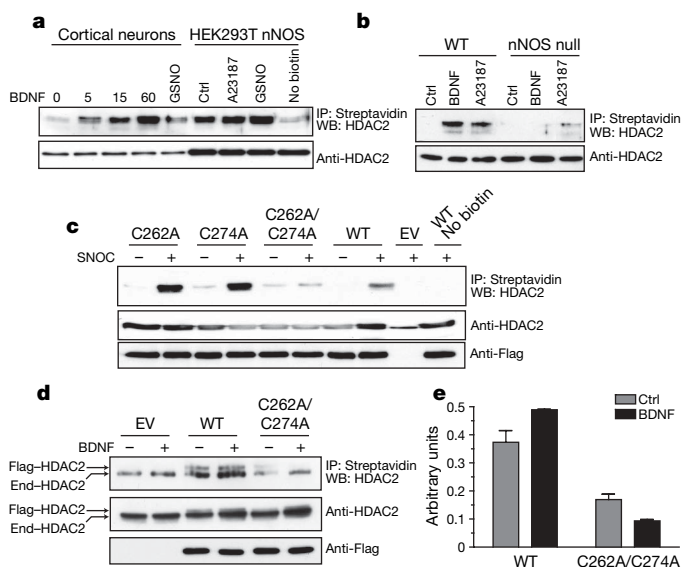 a
Cortical neurons HEK293T nNOS
BDNF 0 5 15 60 GSNO Ctrl A23187 GSNO No biotin
IP: Streptavidin
WB: HDAC2
Anti-HDAC2
b
WT nNOS null
Ctrl BDNF A23187 Ctrl BDNF A23187
IP: Streptavidin
WB: HDAC2
Anti-HDAC2
c
C262A C274A C262A/
C274A WT EV WT
No biotin
SNOC – + – + – + – + + +
IP: Streptavidin
WB: HDAC2
Anti-HDAC2
Anti-Flag
d
EV WT C262A/
C274A
BDNF – + – + – +
Flag–HDAC2
End–HDAC2
IP: Streptavidin
WB: HDAC2
Flag–HDAC2
End–HDAC2
Anti-HDAC2
Anti-Flag
e
Ctrl
BDNF
Arbitrary units
0.5
0.4
0.3
0.2
0.1
0
WT C262A/C274A